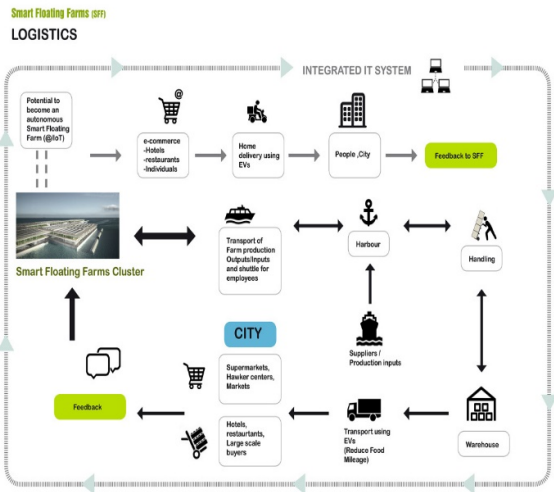 Smart Floating Farms (SFF)
LOGISTICS
INTEGRATED IT SYSTEM
Potential to
become an
autonomous
Smart Floating
Farm (@/IoT)
@
e-commerce
-Hotels
-restaurants
-Individuals
Home
delivery using
EVs
People ,City
Feedback to SFF
Smart Floating Farms Cluster
Transport of
Farm production
Outputs/Inputs
and shuttle for
employees
Harbour
Handling
CITY
Suppliers /
Production inputs
Supermarkets,
Hawker centers,
Markets
Feedback
Hotels,
restaurtants,
Large scale
buyers
Transport using
EVs
(Reduce Food
Mileage)
Warehouse